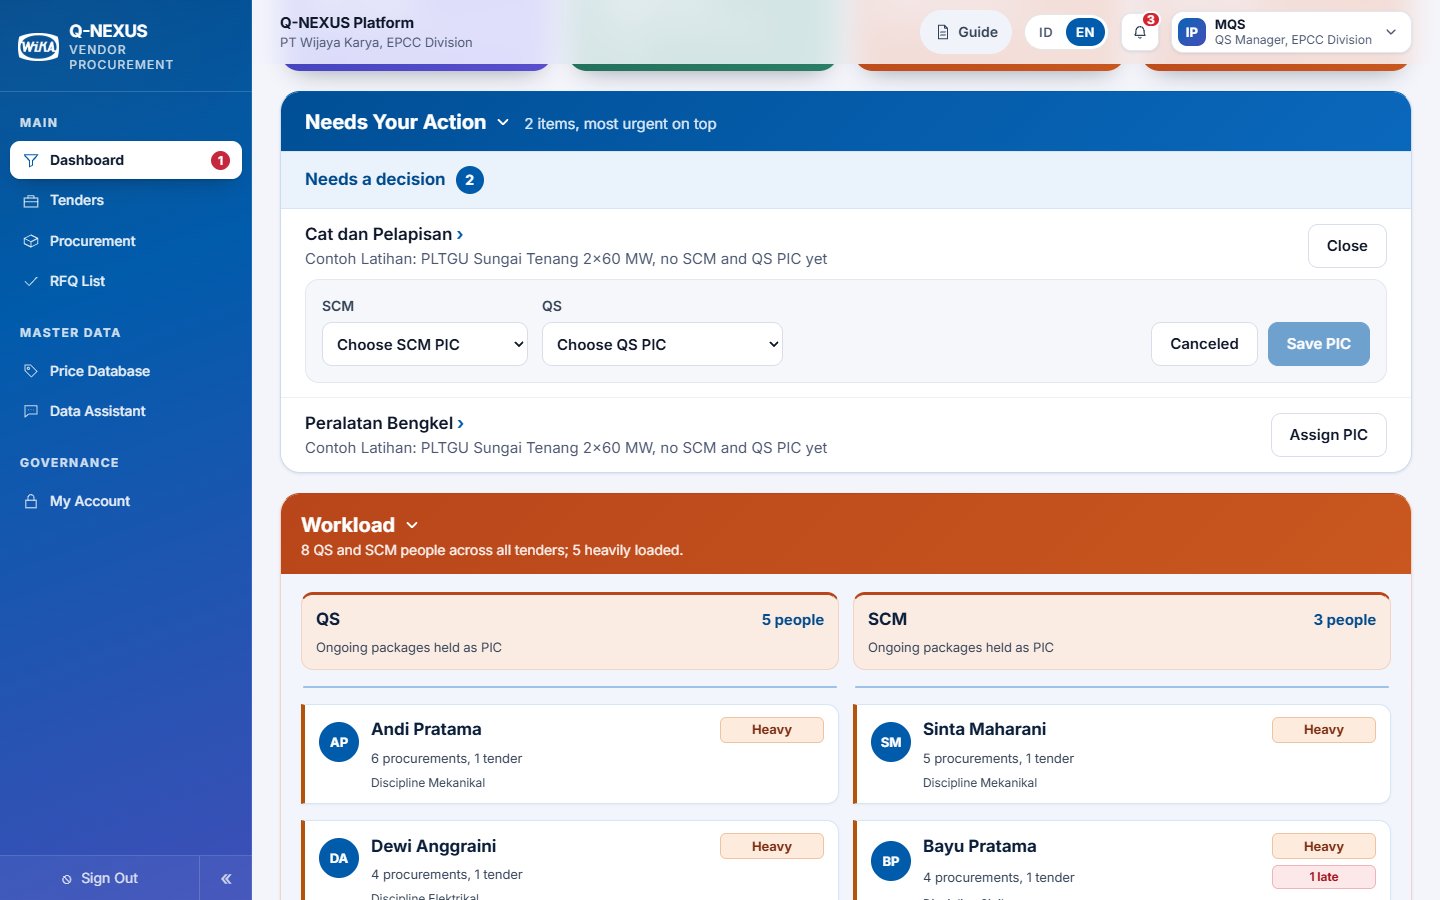 WIKA
Q-NEXUS
VENDOR
PROCUREMENT
MAIN
Dashboard 1
Tenders
Procurement
RFQ List
MASTER DATA
Price Database
Data Assistant
GOVERNANCE
My Account
Sign Out
Q-NEXUS Platform
PT Wijaya Karya, EPCC Division
Guide
ID EN
3
IP
MQS
QS Manager, EPCC Division
Needs Your Action 2 items, most urgent on top
Needs a decision 2
Cat dan Pelapisan ›
Contoh Latihan: PLTGU Sungai Tenang 2×60 MW, no SCM and QS PIC yet
Close
SCM QS
Choose SCM PIC Choose QS PIC Canceled Save PIC
Peralatan Bengkel ›
Contoh Latihan: PLTGU Sungai Tenang 2×60 MW, no SCM and QS PIC yet
Assign PIC
Workload
8 QS and SCM people across all tenders; 5 heavily loaded.
QS 5 people
Ongoing packages held as PIC
SCM 3 people
Ongoing packages held as PIC
AP
Andi Pratama Heavy
6 procurements, 1 tender
Discipline Mekanikal
SM
Sinta Maharani Heavy
5 procurements, 1 tender
Discipline Mekanikal
DA
Dewi Anggraini Heavy
4 procurements, 1 tender
Discipline Elektrikal
BP
Bayu Pratama Heavy
4 procurements, 1 tender
1 late